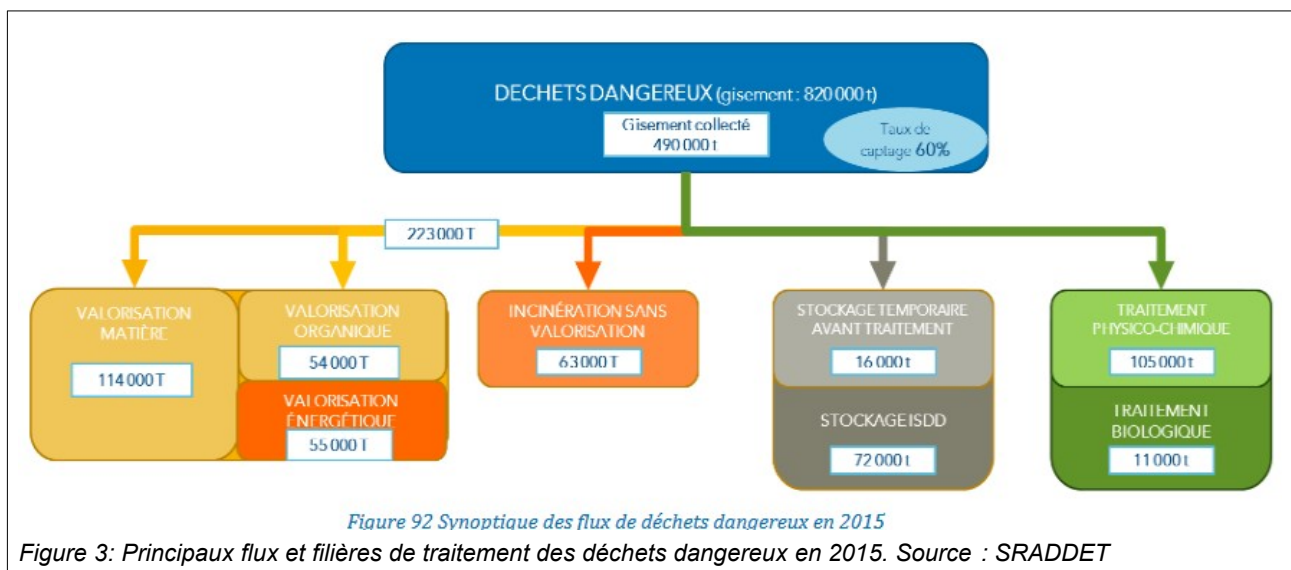 DECHETS DANGEREUX (gisement : 820 000 t)
Gisement collecté
490 000 t
Taux de
captage 60%
223 000 T
VALORISATION
MATIÈRE
114 000 T
VALORISATION
ORGANIQUE
54 000 T
VALORISATION
ÉNERGÉTIQUE
55 000 T
INCINÉRATION SANS
VALORISATION
63 000 T
STOCKAGE TEMPORAIRE
AVANT TRAITEMENT
16 000 t
STOCKAGE ISDD
72 000 t
TRAITEMENT
PHYSICO-CHIMIQUE
105 000 t
TRAITEMENT
BIOLOGIQUE
11 000 t
Figure 92 Synoptique des flux de déchets dangereux en 2015
Figure 3: Principaux flux et filières de traitement des déchets dangereux en 2015. Source : SRADDET